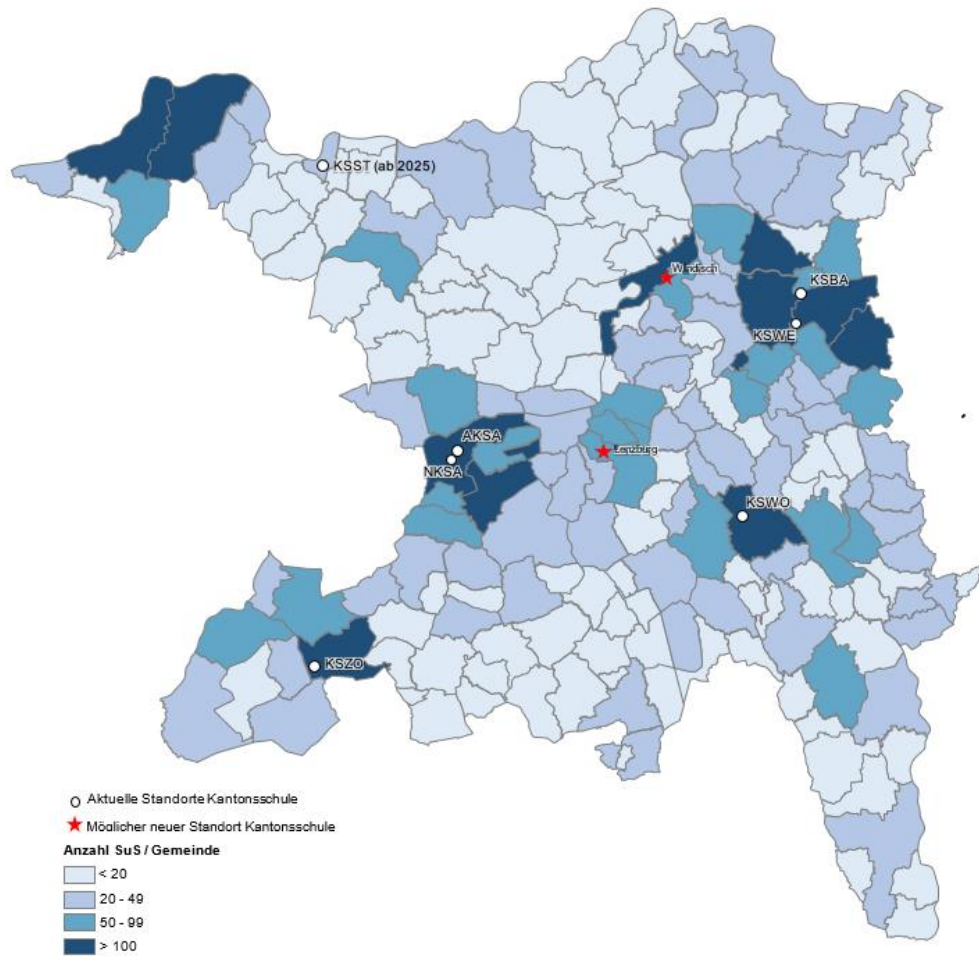 KSST (ab 2025)
Windisch
KSBA
KSWE
AKSA
NKSA
Lenzburg
KSWO
KSZO
Aktuelle Standorte Kantonsschule
Möglicher neuer Standort Kantonsschule
Anzahl SuS / Gemeinde
< 20
20 - 49
50 - 99
> 100